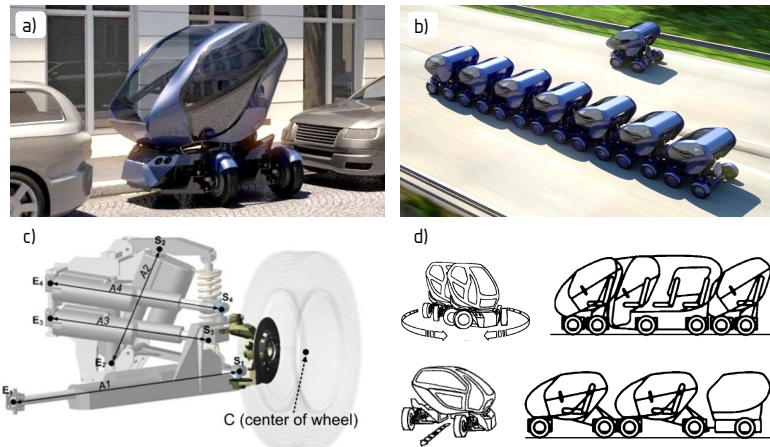 a)
b)
c)
S₂
E₄
A2
A4
S₄
E₃
A3
S₃
E₂
S₁
E₁
A1
C (center of wheel)
d)